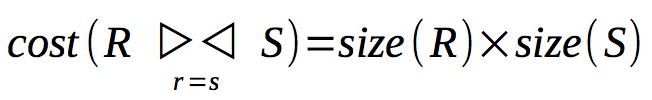 cost(R ▷◁ S)=size(R)×size(S)
r=s